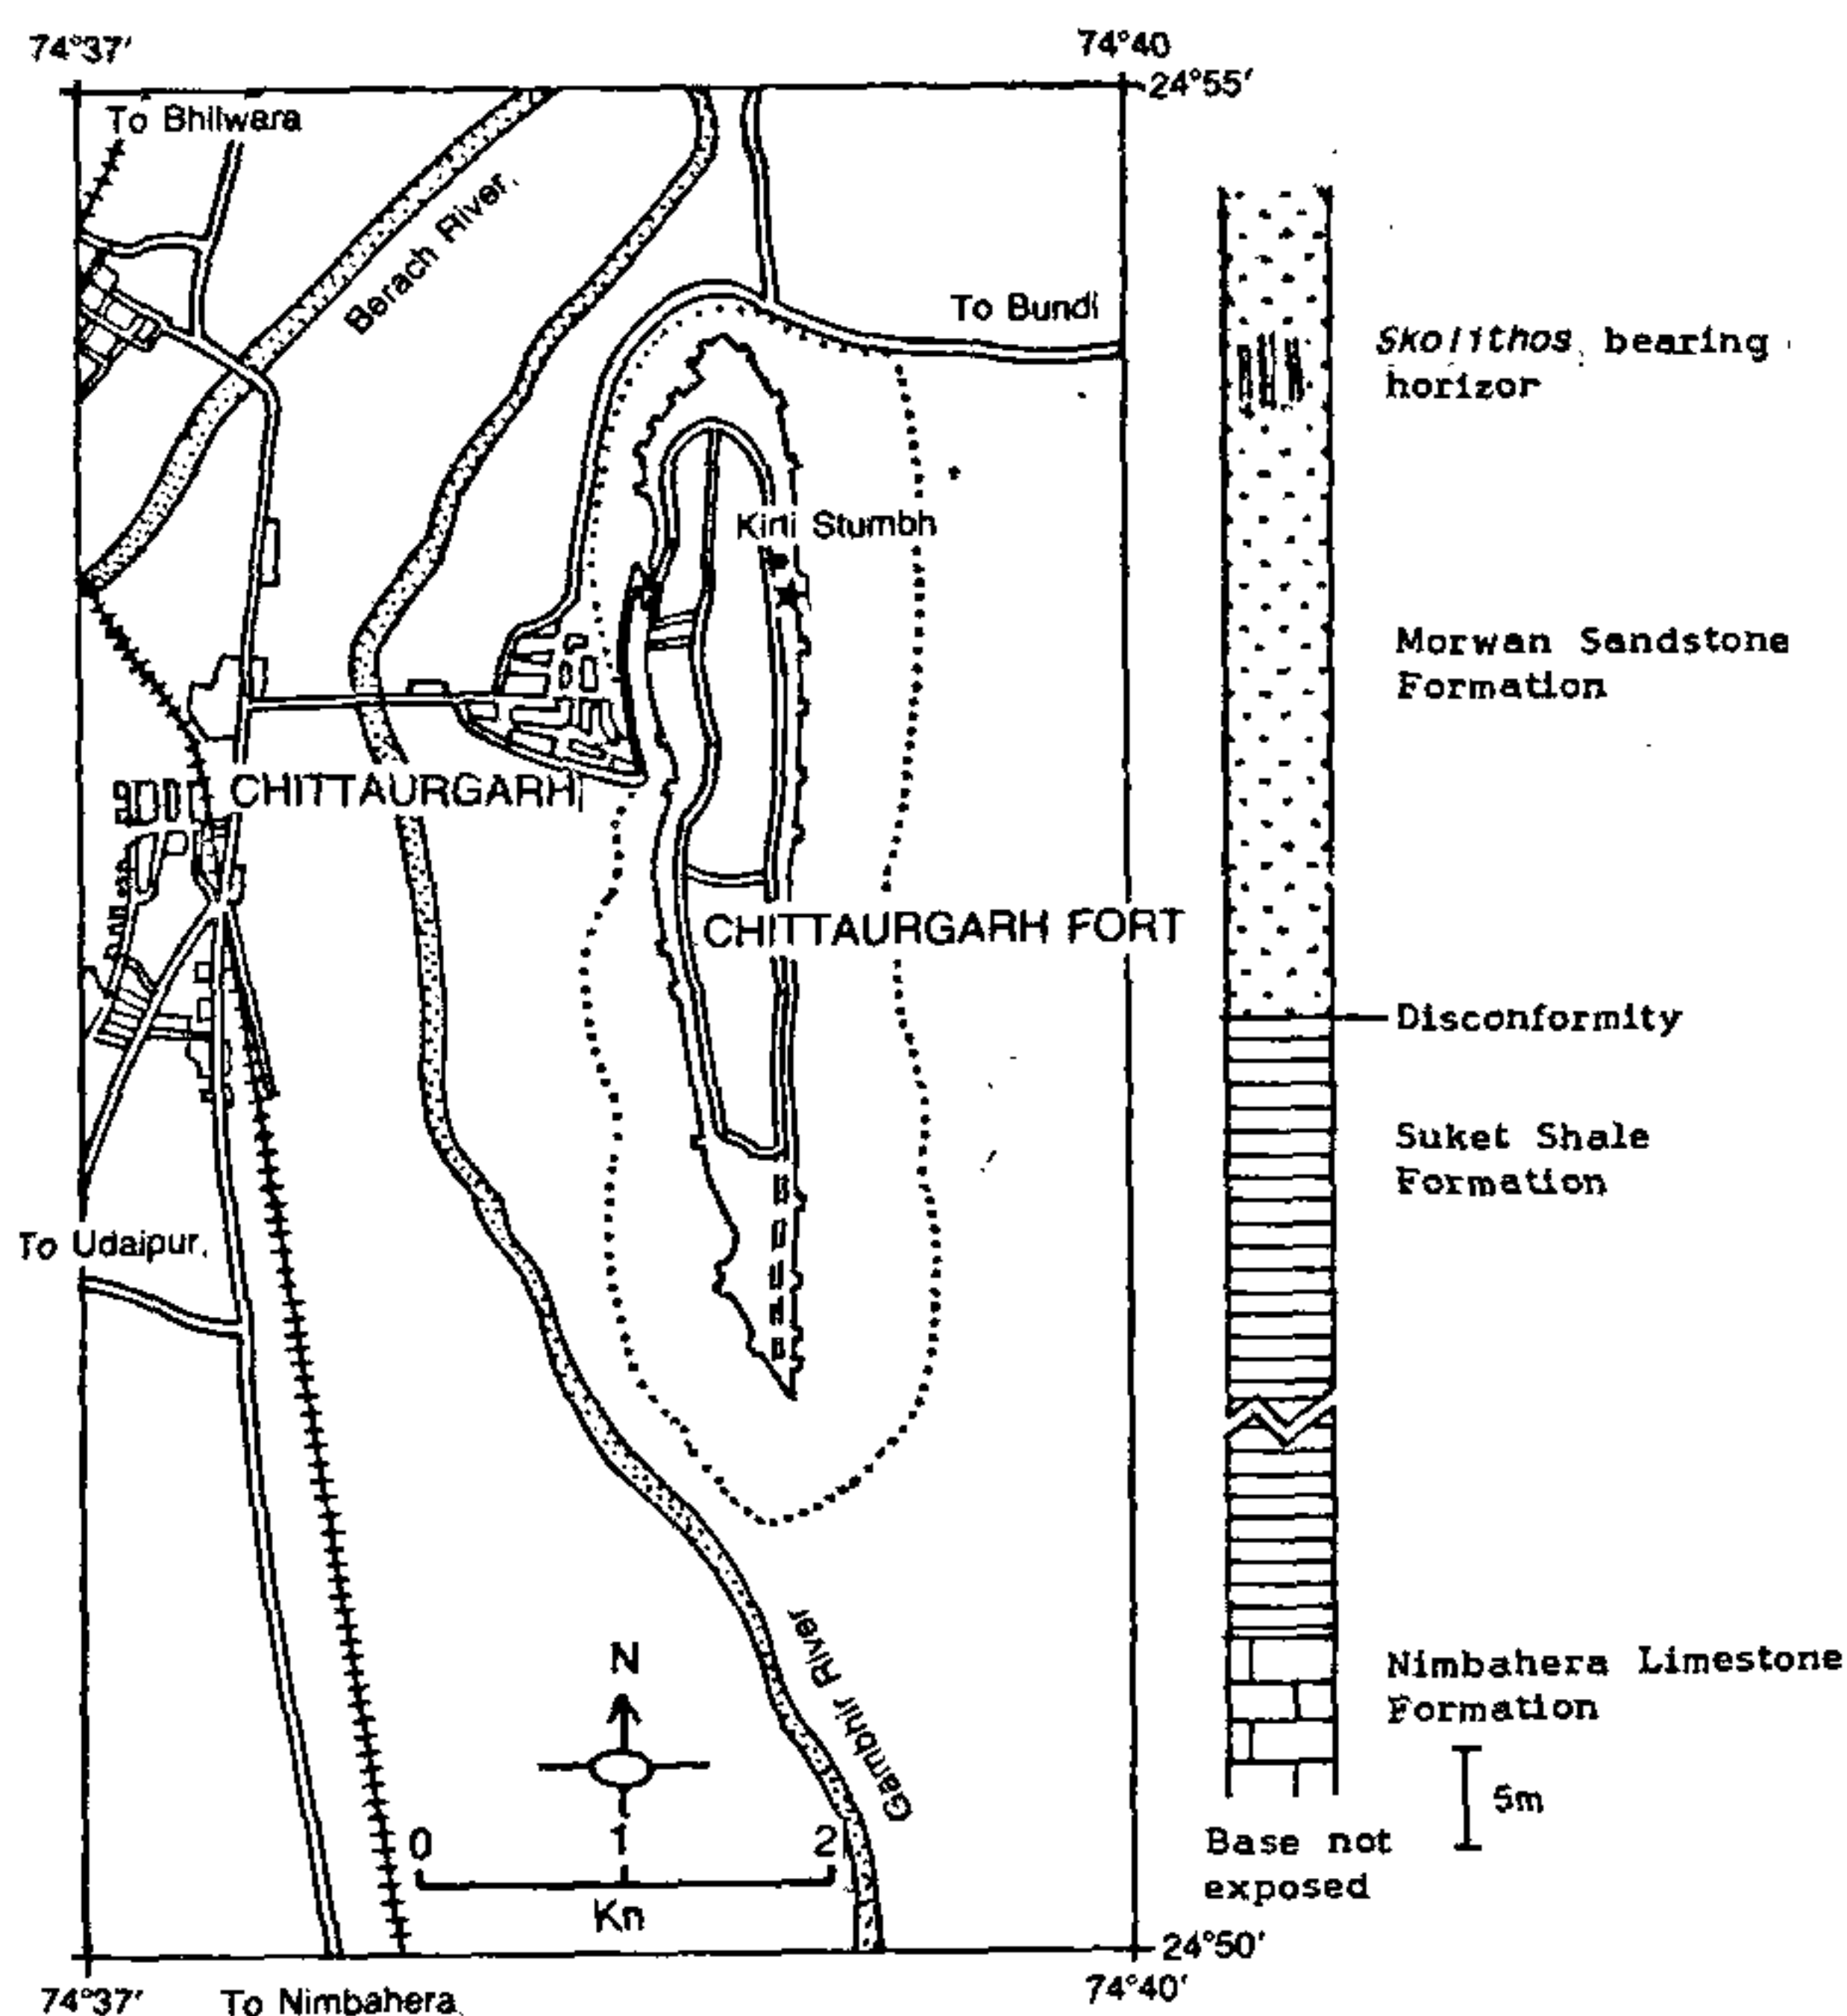 74°37'
74°40
24°55'
To Bhilwara
Berach River.
To Bundi
Skolithos bearing
horizor
Kirti Stumbh
Morwan Sandstone
Formation
CHITTAURGARH
CHITTAURGARH FORT
Disconformity
Suket Shale
Formation
To Udaipur.
Nimbahera Limestone
Formation
N
Gambhir River
5m
0 1 2
Km
Base not
exposed
24°50'
74°37'
74°40'
To Nimbahera